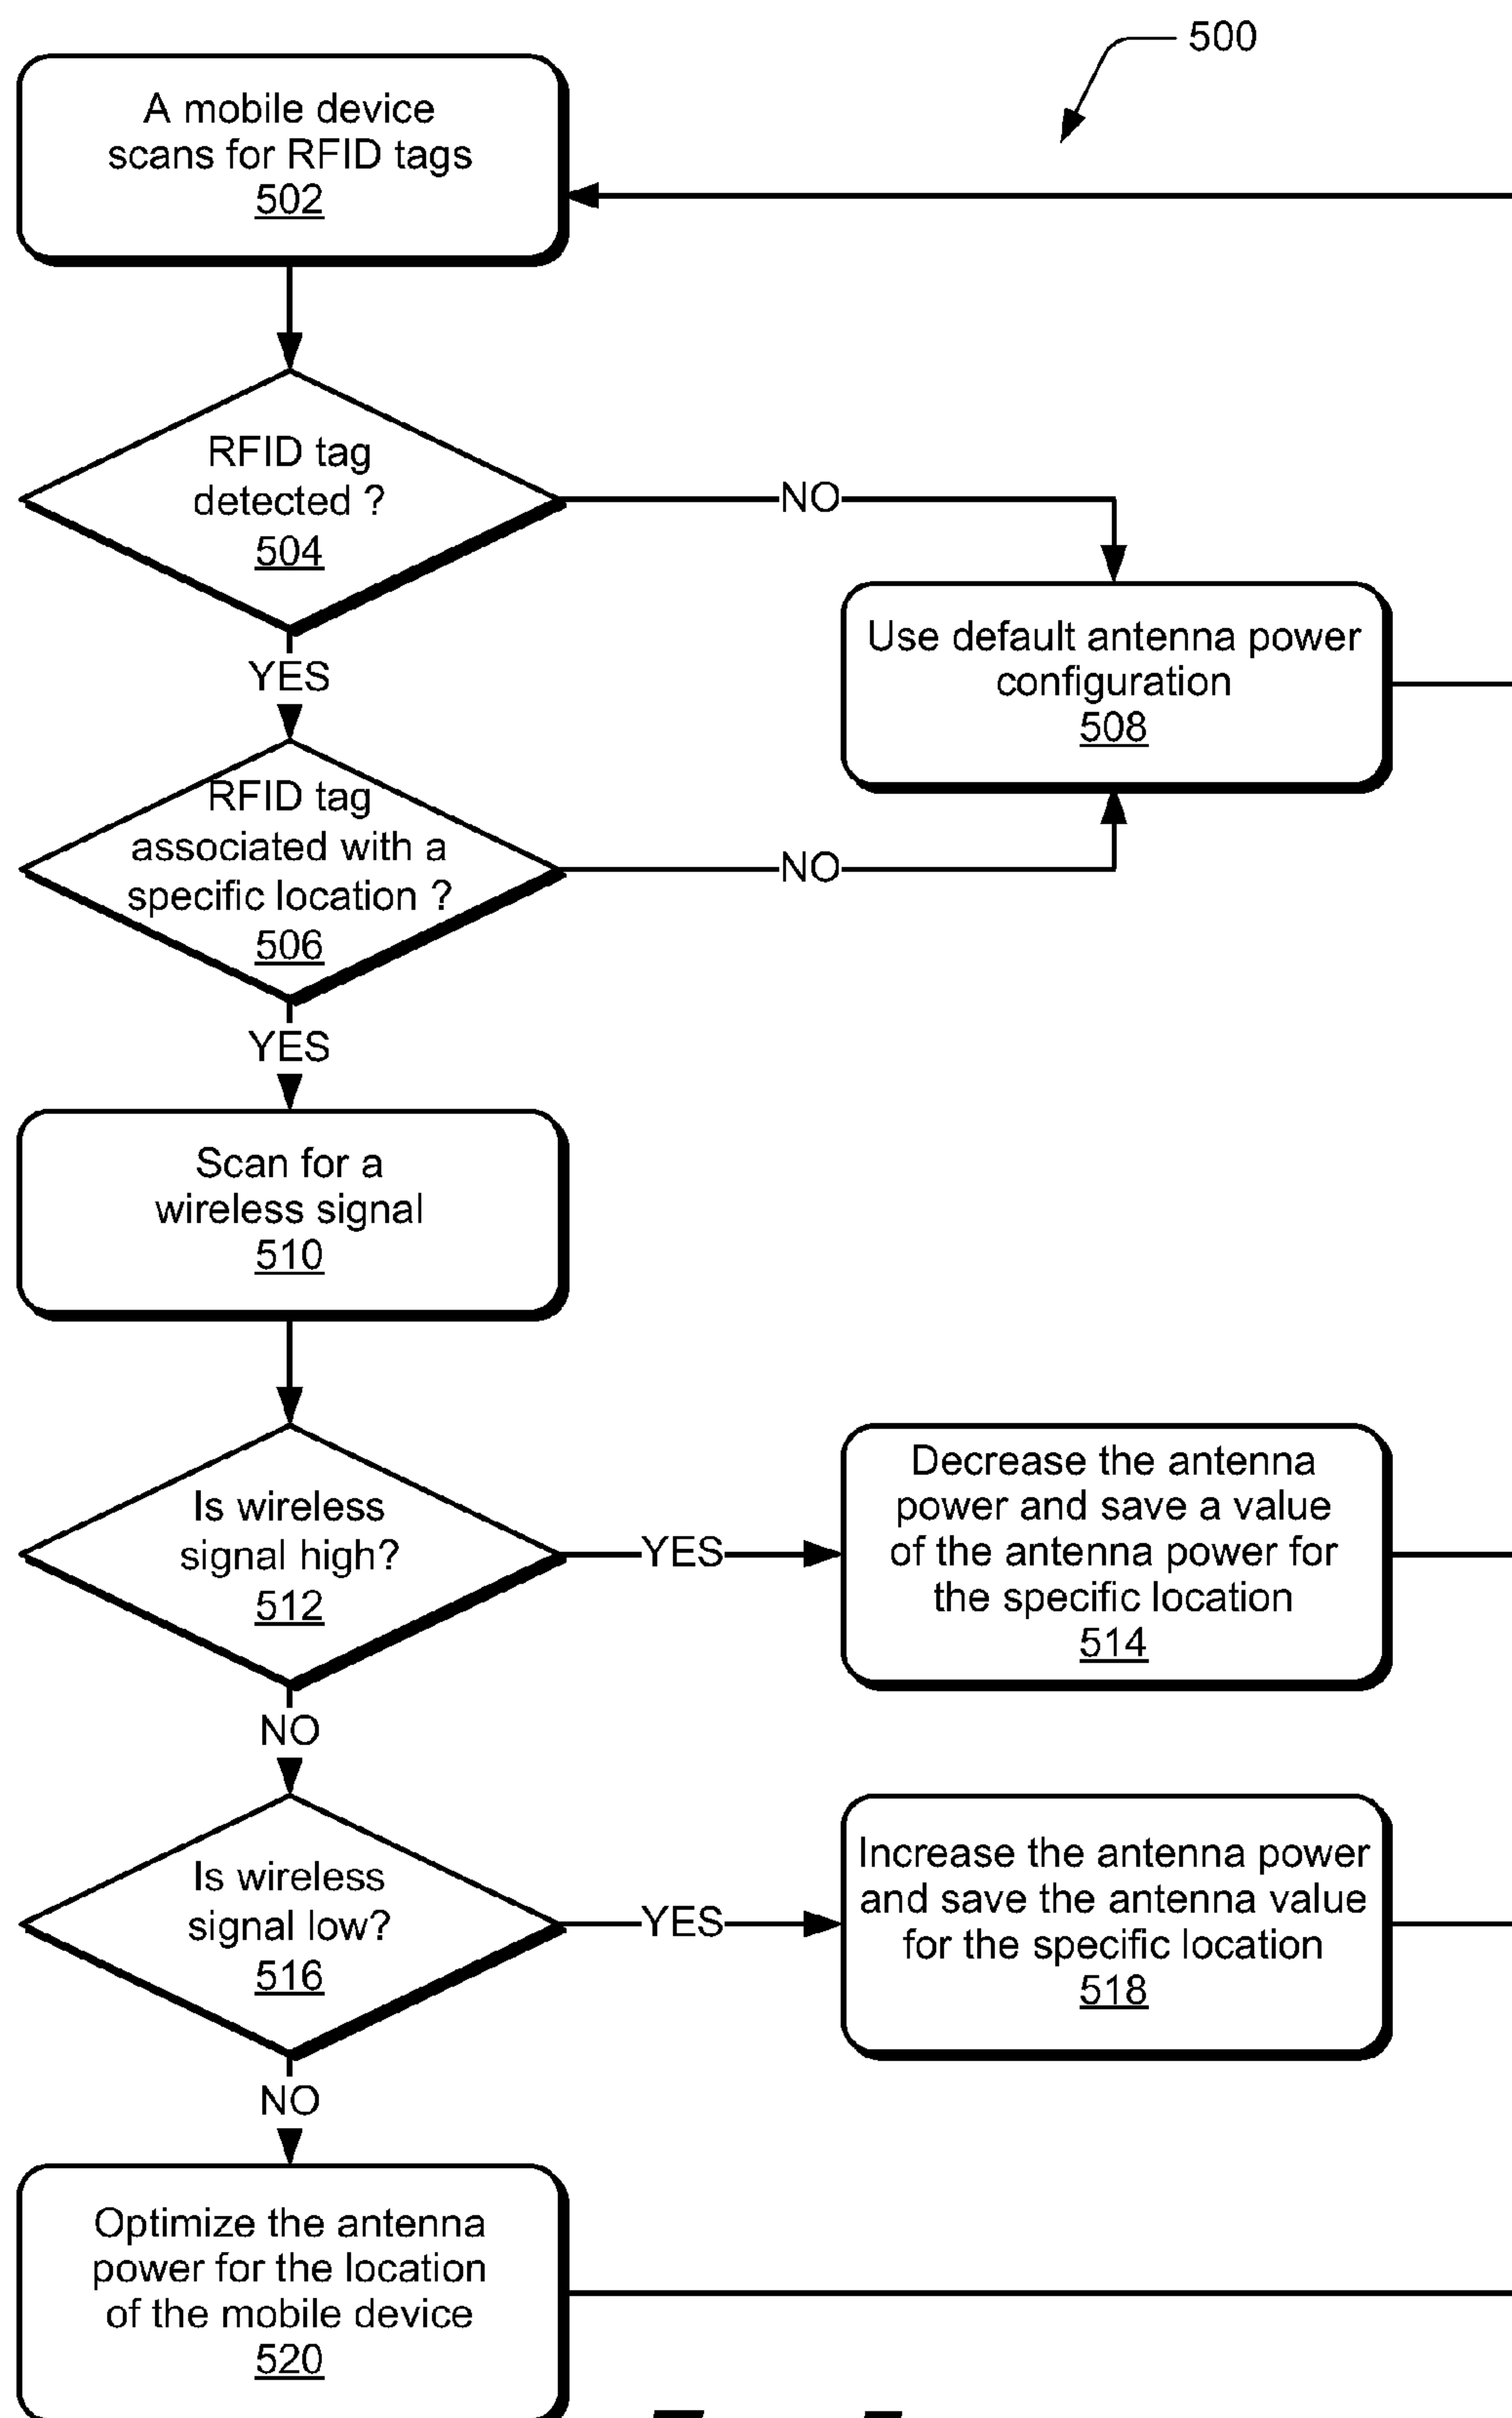 500
A mobile device
scans for RFID tags
502
RFID tag
detected ?
504
NO
YES
Use default antenna power
configuration
508
RFID tag
associated with a
specific location ?
506
NO
YES
Scan for a
wireless signal
510
Is wireless
signal high?
512
YES
Decrease the antenna
power and save a value
of the antenna power for
the specific location
514
NO
Is wireless
signal low?
516
YES
Increase the antenna power
and save the antenna value
for the specific location
518
NO
Optimize the antenna
power for the location
of the mobile device
520